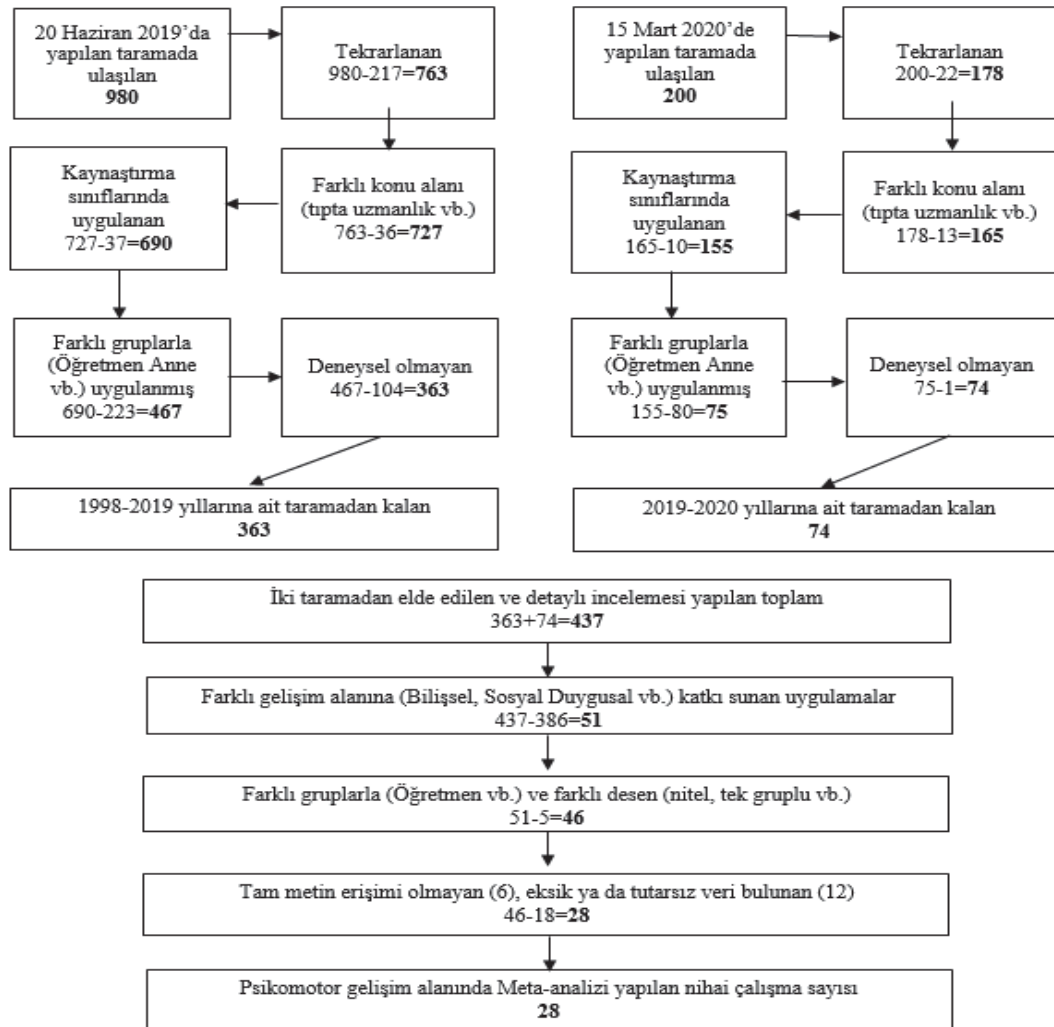 20 Haziran 2019’da
yapılan taramada
ulaşılan
980
Tekrarlanan
980-217=763
Kaynaştırma
sınıflarında
uygulanan
727-37=690
Farklı konu alanı
(tıpta uzmanlık vb.)
763-36=727
Farklı gruplarla
(Öğretmen Anne
vb.) uygulanmış
690-223=467
Deneysel olmayan
467-104=363
1998-2019 yıllarına ait taramadan kalan
363
15 Mart 2020’de
yapılan taramada
ulaşılan
200
Tekrarlanan
200-22=178
Kaynaştırma
sınıflarında
uygulanan
165-10=155
Farklı konu alanı
(tıpta uzmanlık vb.)
178-13=165
Farklı gruplarla
(Öğretmen Anne
vb.) uygulanmış
155-80=75
Deneysel olmayan
75-1=74
2019-2020 yıllarına ait taramadan kalan
74
İki taramadan elde edilen ve detaylı incelemesi yapılan toplam
363+74=437
Farklı gelişim alanına (Bilişsel, Sosyal Duygusal vb.) katkı sunan uygulamalar
437-386=51
Farklı gruplarla (Öğretmen vb.) ve farklı desen (nitel, tek gruplu vb.)
51-5=46
Tam metin erişimi olmayan (6), eksik ya da tutarsız veri bulunan (12)
46-18=28
Psikomotor gelişim alanında Meta-analizi yapılan nihai çalışma sayısı
28